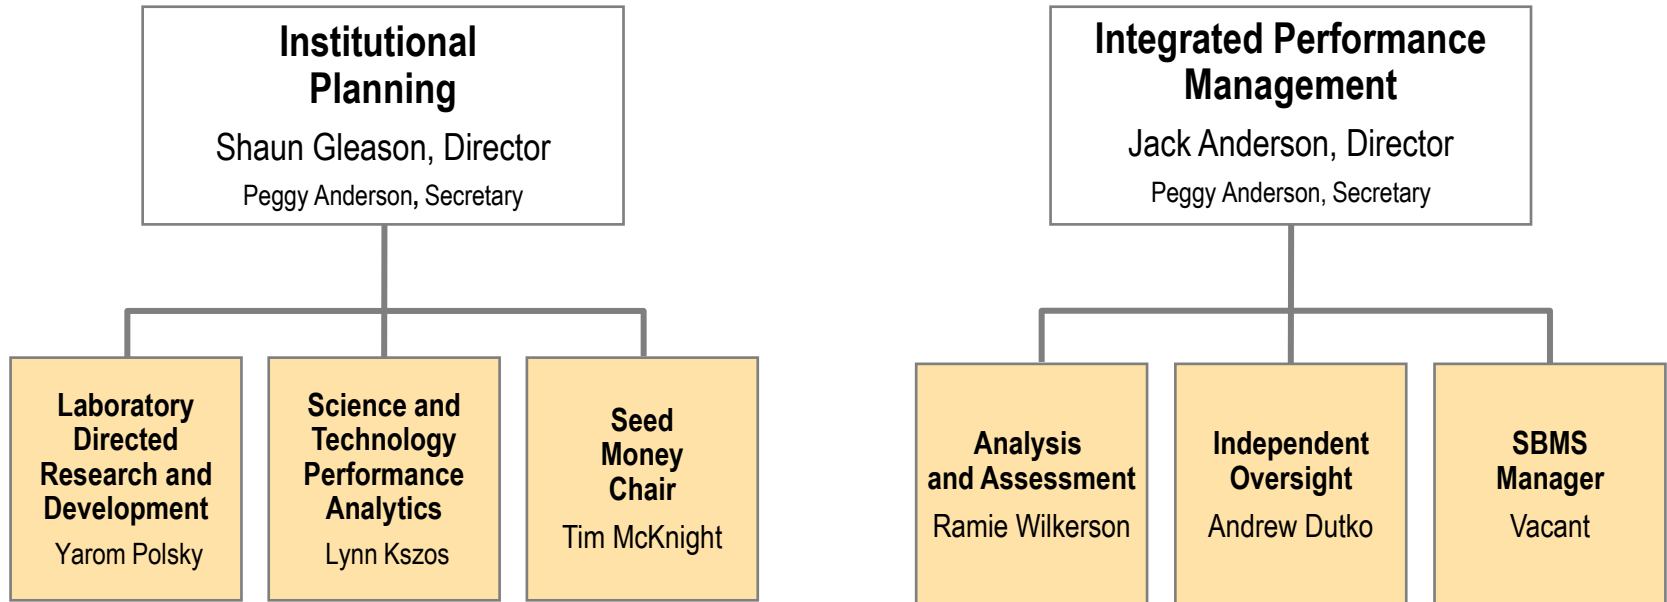 Institutional
Planning
Shaun Gleason, Director
Peggy Anderson, Secretary
Laboratory
Directed
Research and
Development
Yarom Polsky
Science and
Technology
Performance
Analytics
Lynn Kszos
Seed
Money
Chair
Tim McKnight
Integrated Performance
Management
Jack Anderson, Director
Peggy Anderson, Secretary
Analysis
and Assessment
Ramie Wilkerson
Independent
Oversight
Andrew Dutko
SBMS
Manager
Vacant